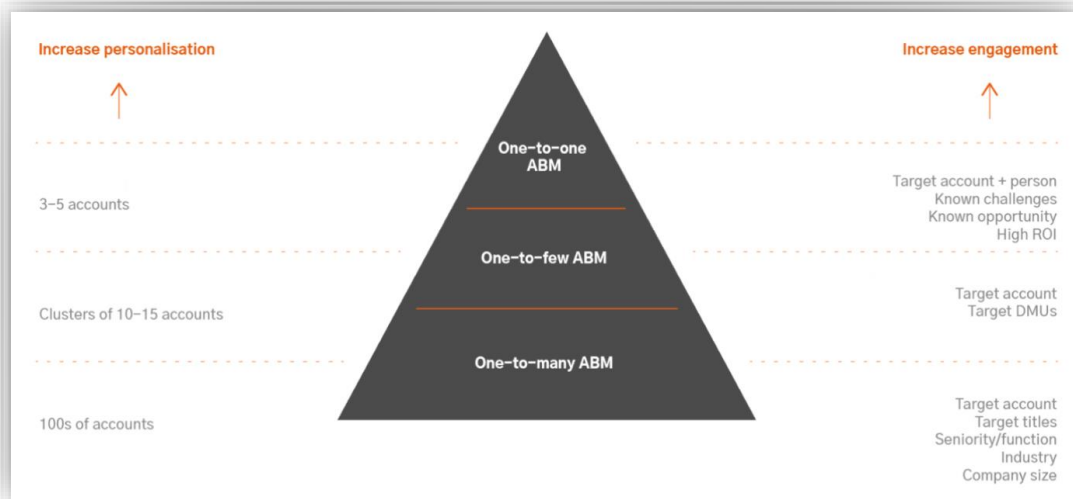 Increase personalisation
Increase engagement
One-to-one
ABM
3-5 accounts
Target account + person
Known challenges
Known opportunity
High ROI
One-to-few ABM
Clusters of 10-15 accounts
Target account
Target DMUs
One-to-many ABM
100s of accounts
Target account
Target titles
Seniority/function
Industry
Company size